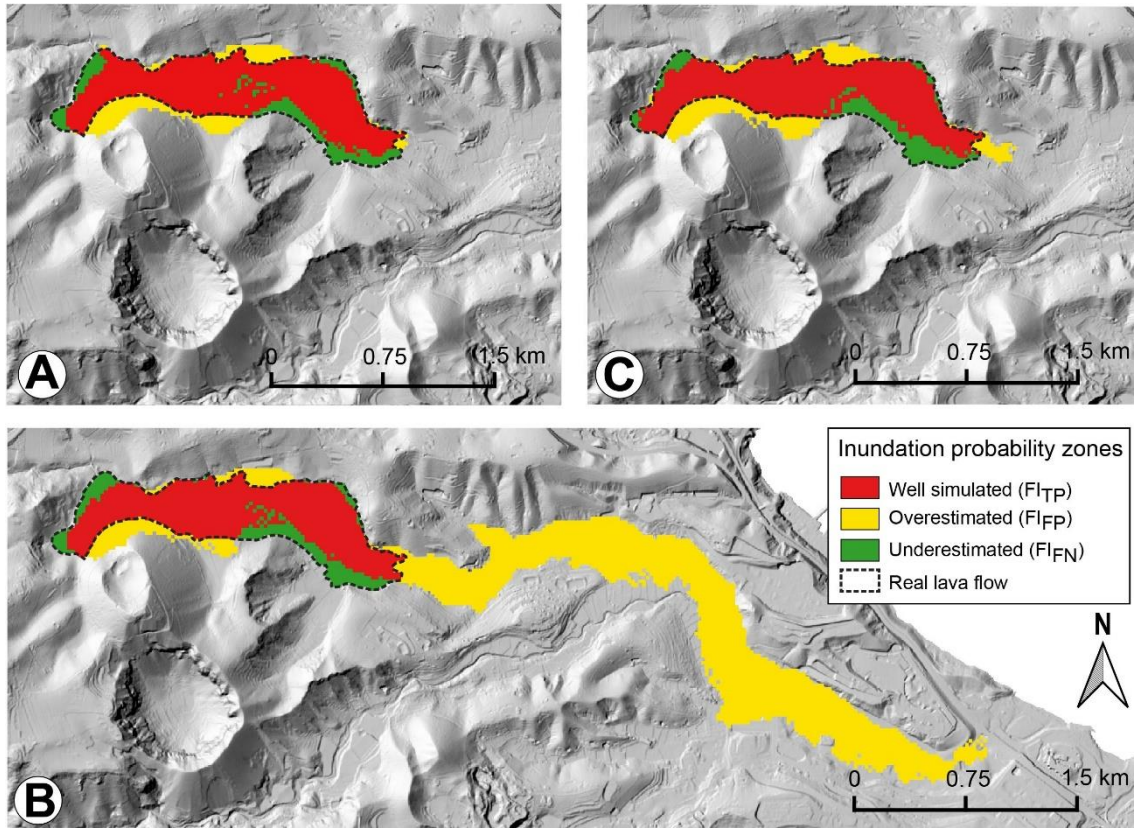 A
0 0.75 1.5 km
C
0 0.75 1.5 km
Inundation probability zones
Well simulated (FITP)
Overestimated (FIFP)
Underestimated (FIFN)
Real lava flow
N
B
0 0.75 1.5 km